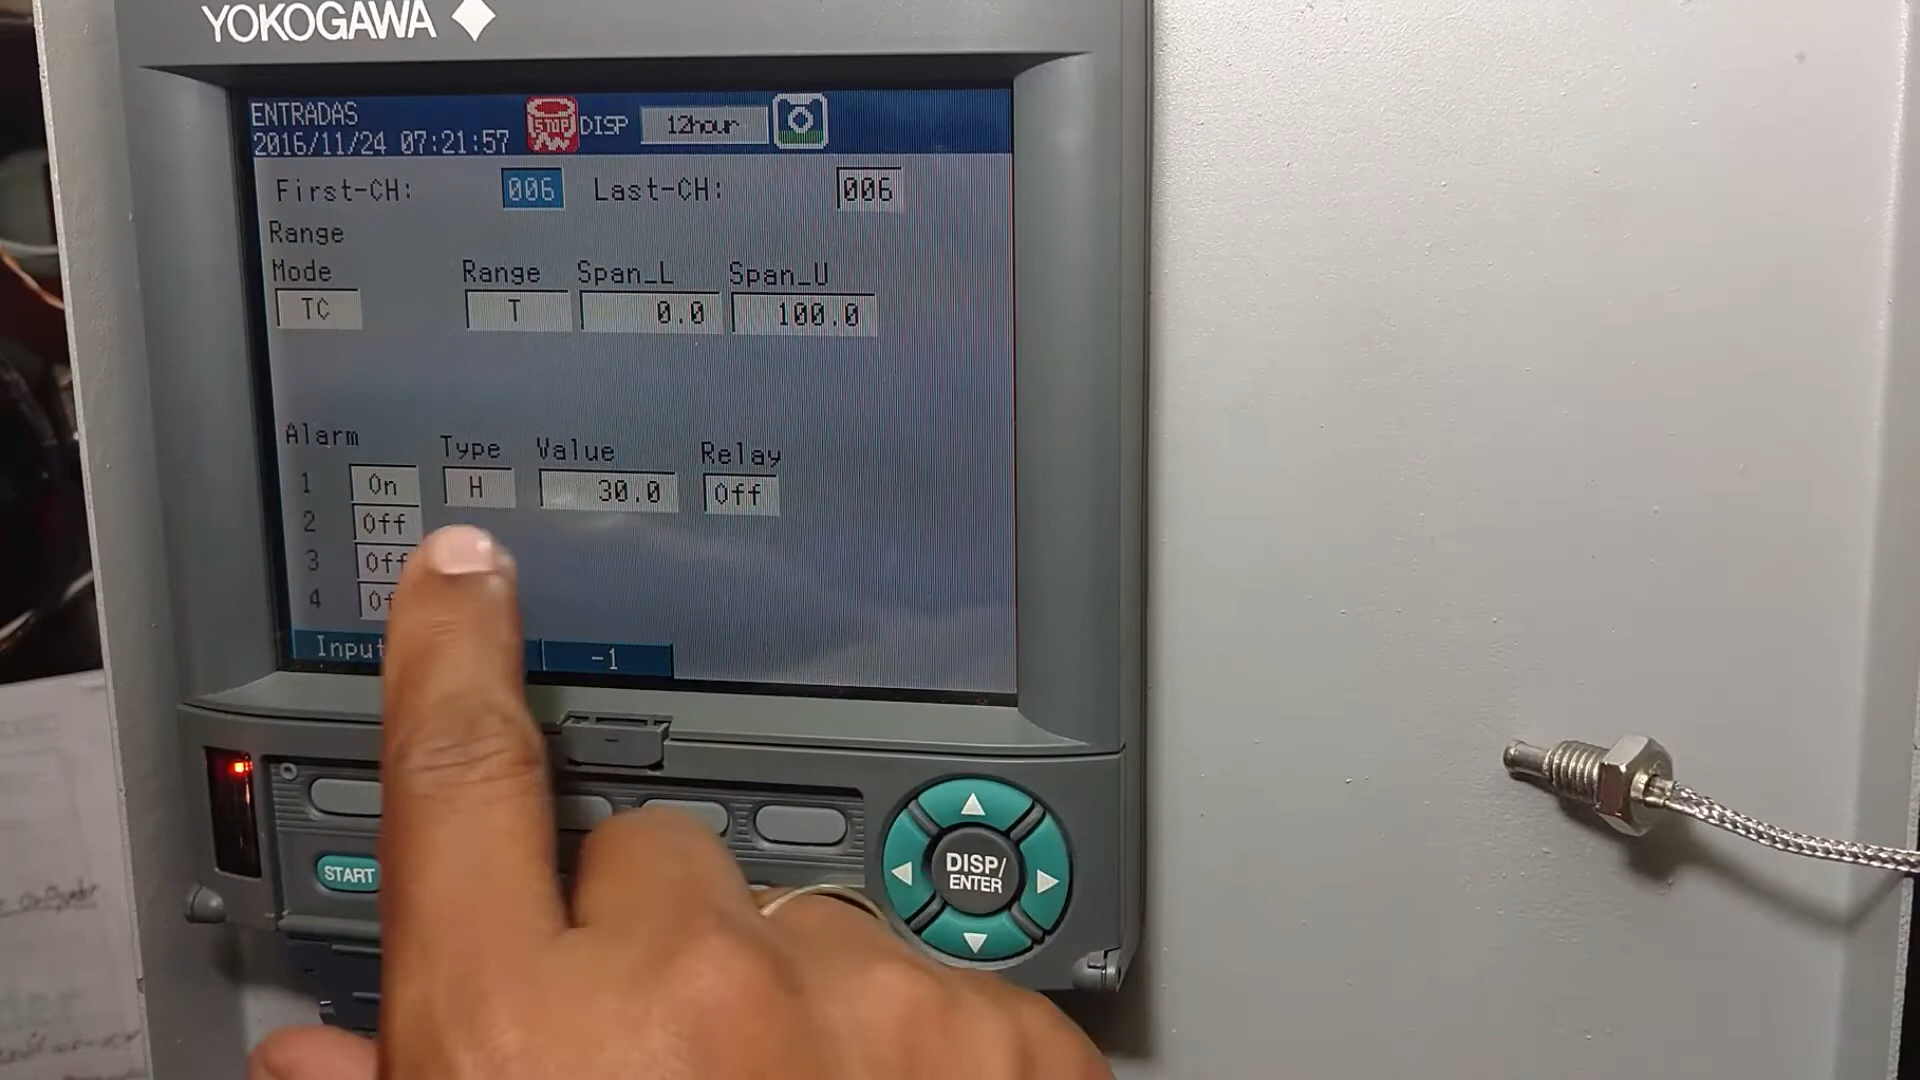 YOKOGAWA
ENTRADAS
2016/11/24 07:21:57
STOP
DISP
12hour
First-CH: 006 Last-CH: 006
Range
Mode Range Span_L Span_U
TC T 0.0 100.0
Alarm Type Value Relay
1 On H 30.0 Off
2 Off
3 Off
4
Input -1
START
DISP/
ENTER